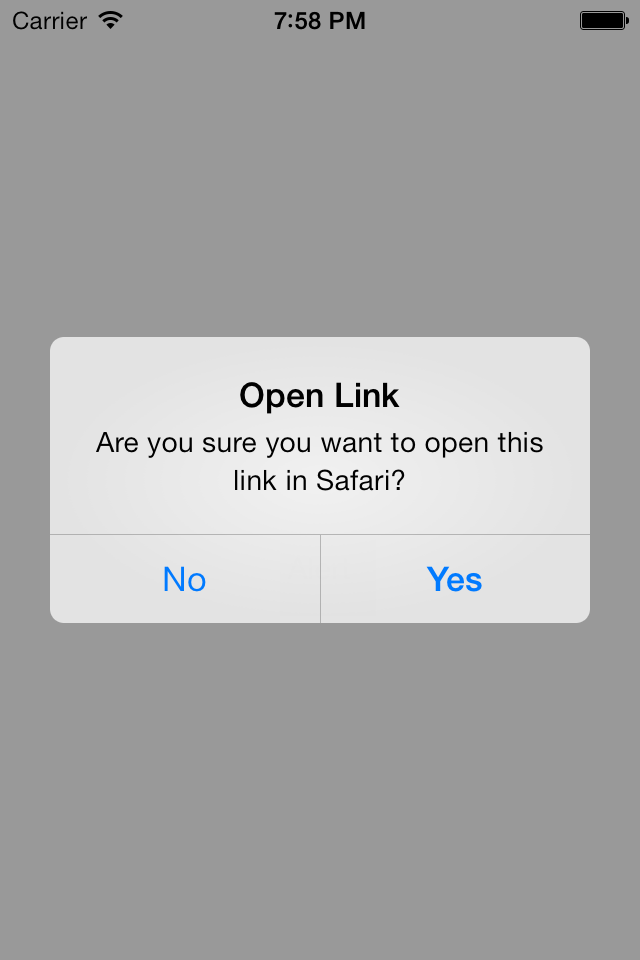 Carrier 7:58 PM
Open Link
Are you sure you want to open this
link in Safari?
No Yes